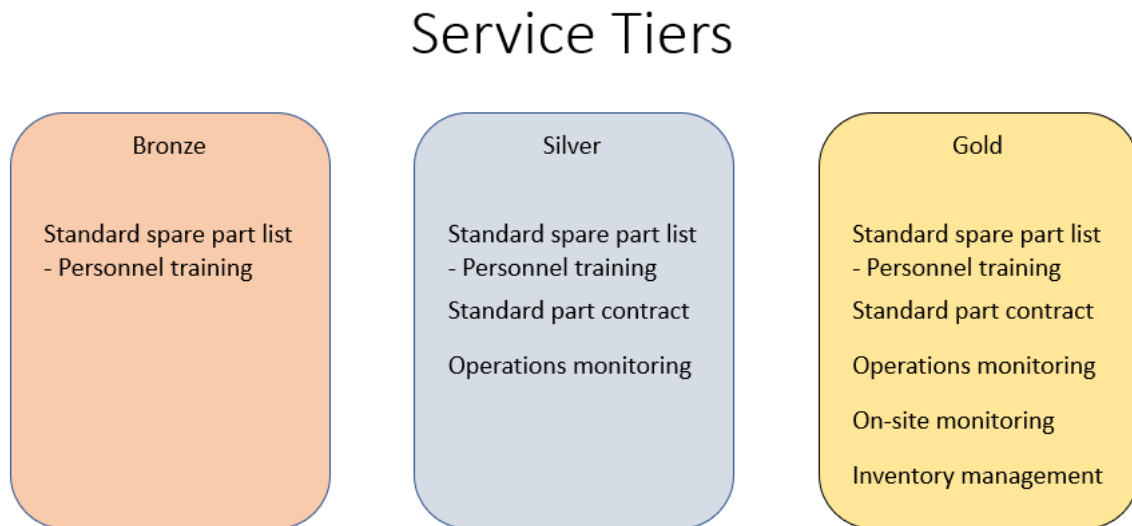 Service Tiers
Bronze
Standard spare part list
- Personnel training
Silver
Standard spare part list
- Personnel training
Standard part contract
Operations monitoring
Gold
Standard spare part list
- Personnel training
Standard part contract
Operations monitoring
On-site monitoring
Inventory management